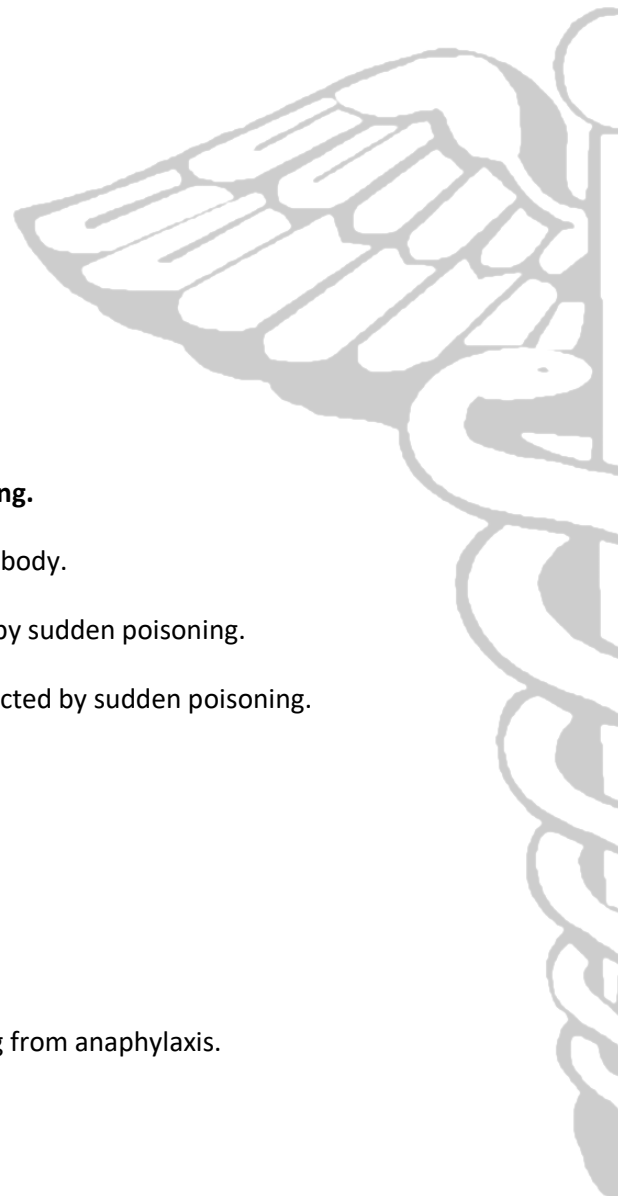 ng.
body.
by sudden poisoning.
cted by sudden poisoning.
g from anaphylaxis.